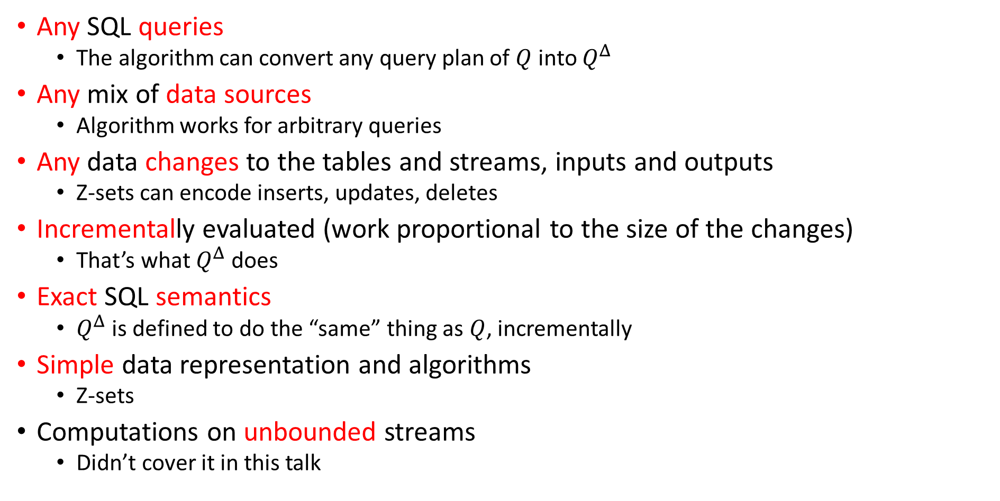 • Any SQL queries
• The algorithm can convert any query plan of Q into Q^Δ
• Any mix of data sources
• Algorithm works for arbitrary queries
• Any data changes to the tables and streams, inputs and outputs
• Z-sets can encode inserts, updates, deletes
• Incrementally evaluated (work proportional to the size of the changes)
• That’s what Q^Δ does
• Exact SQL semantics
• Q^Δ is defined to do the “same” thing as Q, incrementally
• Simple data representation and algorithms
• Z-sets
• Computations on unbounded streams
• Didn’t cover it in this talk